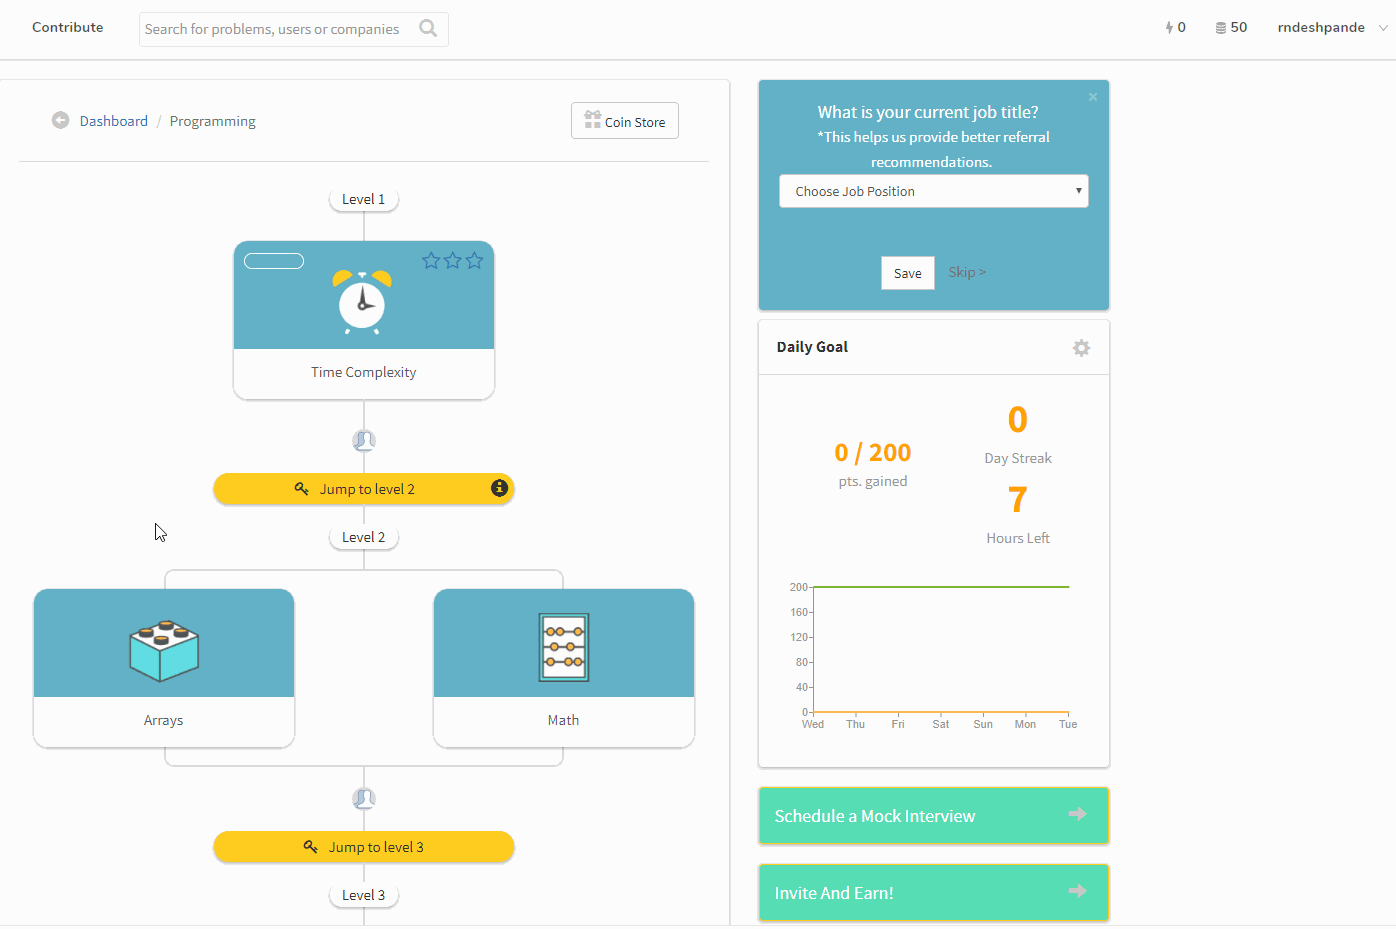 Contribute
Search for problems, users or companies
0
50
rndeshpande
Dashboard / Programming
Coin Store
Level 1
Time Complexity
Jump to level 2
Level 2
Arrays
Math
Jump to level 3
Level 3
×
What is your current job title?
*This helps us provide better referral
recommendations.
Choose Job Position
Save
Skip >
Daily Goal
0 / 200
pts. gained
0
Day Streak
7
Hours Left
200
160
120
80
40
0
Wed Thu Fri Sat Sun Mon Tue
Schedule a Mock Interview
Invite And Earn!